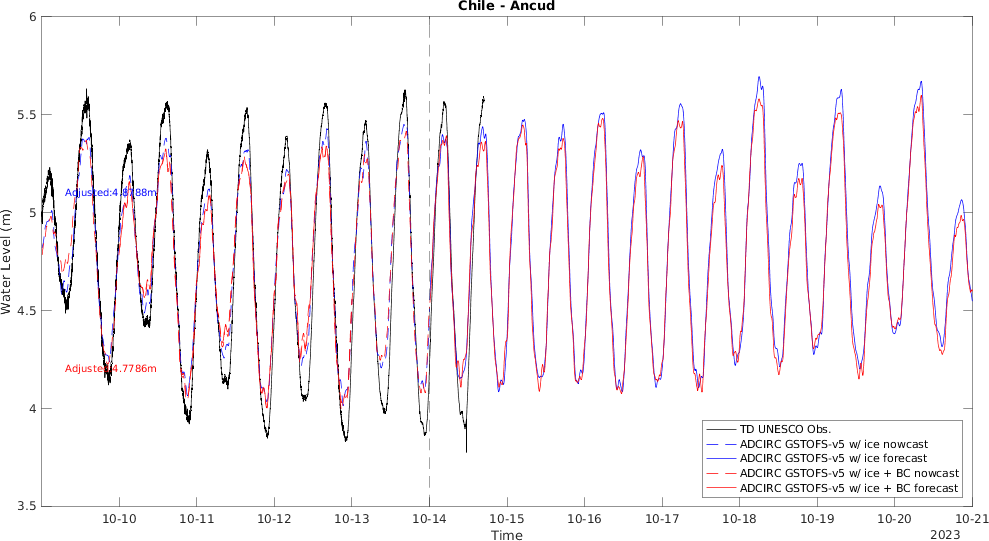 Chile - Ancud
6
5.5
5
4.5
4
3.5
Water Level (m)
Adjusted:4.8788m
Adjusted:4.7786m
TD UNESCO Obs.
ADCIRC GSTOFS-v5 w/ ice nowcast
ADCIRC GSTOFS-v5 w/ ice forecast
ADCIRC GSTOFS-v5 w/ ice + BC nowcast
ADCIRC GSTOFS-v5 w/ ice + BC forecast
10-10 10-11 10-12 10-13 10-14 10-15 10-16 10-17 10-18 10-19 10-20 10-21
Time
2023